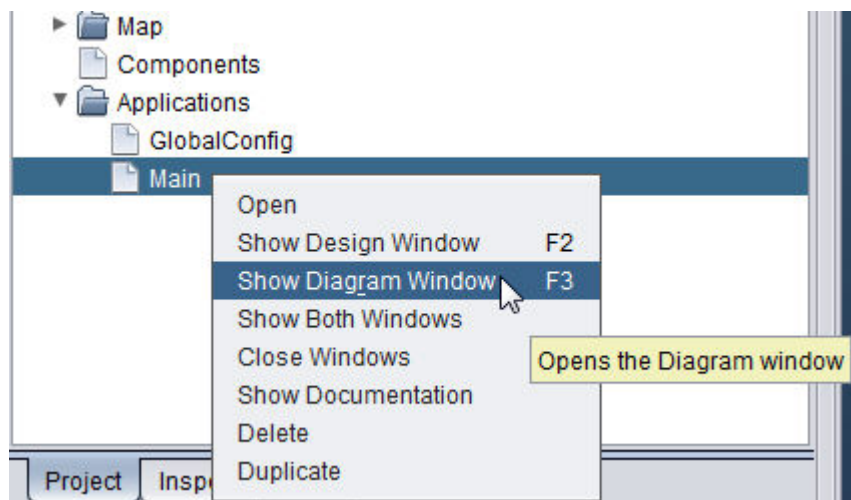 Map
Components
Applications
GlobalConfig
Main
Open
Show Design Window F2
Show Diagram Window F3
Show Both Windows
Close Windows
Opens the Diagram window
Show Documentation
Delete
Duplicate
Project